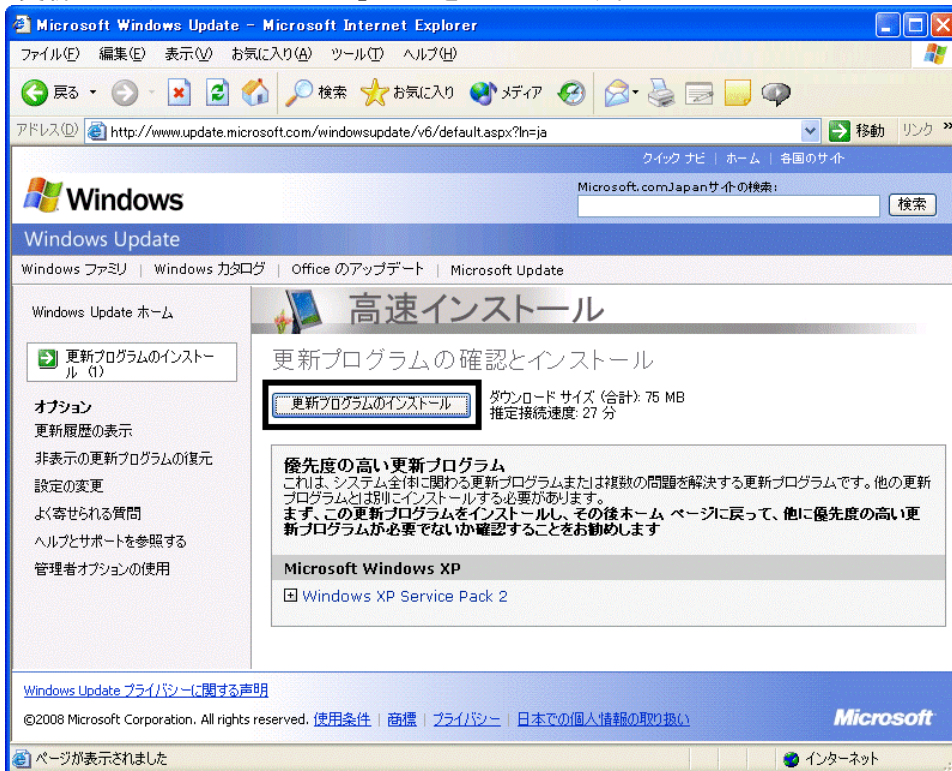 Microsoft Windows Update - Microsoft Internet Explorer
ファイル(F) 編集(E) 表示(V) お気に入り(A) ツール(T) ヘルプ(H)
戻る 検索 お気に入り メディア
アドレス(D) http://www.update.microsoft.com/windowsupdate/v6/default.aspx?ln=ja 移動 リンク »
クイック ナビ | ホーム | 各国のサイト
Windows
Microsoft.comJapanサイトの検索:
検索
Windows Update
Windows ファミリ | Windows カタログ | Office のアップデート | Microsoft Update
Windows Update ホーム
更新プログラムのインストー
ル (1)
オプション
更新履歴の表示
非表示の更新プログラムの復元
設定の変更
よく寄せられる質問
ヘルプとサポートを参照する
管理者オプションの使用
高速インストール
更新プログラムの確認とインストール
更新プログラムのインストール
ダウンロード サイズ (合計): 75 MB
推定接続速度: 27 分
優先度の高い更新プログラム
これは、システム全体に関わる更新プログラムまたは複数の問題を解決する更新プログラムです。他の更新
プログラムとは別にインストールする必要があります。
まず、この更新プログラムをインストールし、その後ホーム ページに戻って、他に優先度の高い更
新プログラムが必要でないか確認することをお勧めします
Microsoft Windows XP
Windows XP Service Pack 2
Windows Update プライバシーに関する声明
©2008 Microsoft Corporation. All rights reserved. 使用条件 | 商標 | プライバシー | 日本での個人情報の取り扱い
Microsoft
ページが表示されました
インターネット